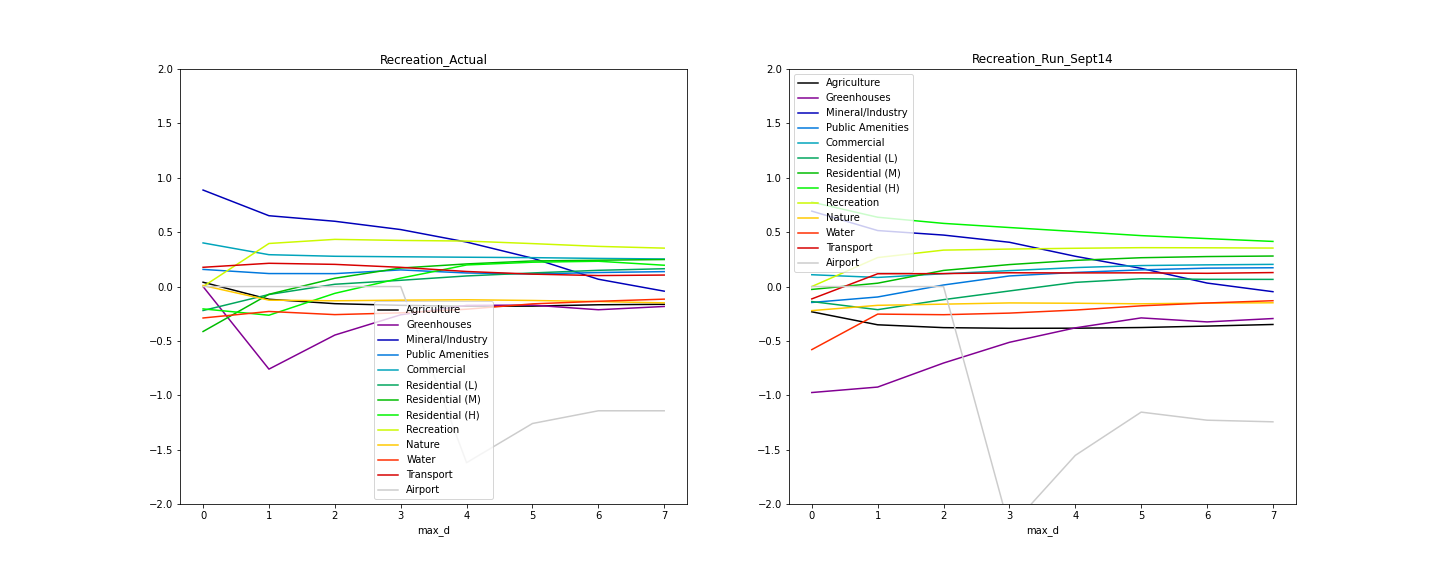 Recreation_Actual
2.0
1.5
1.0
0.5
0.0
−0.5
−1.0
−1.5
−2.0
Agriculture
Greenhouses
Mineral/Industry
Public Amenities
Commercial
Residential (L)
Residential (M)
Residential (H)
Recreation
Nature
Water
Transport
Airport
0 1 2 3 4 5 6 7
max_d
Recreation_Run_Sept14
2.0
1.5
1.0
0.5
0.0
−0.5
−1.0
−1.5
−2.0
Agriculture
Greenhouses
Mineral/Industry
Public Amenities
Commercial
Residential (L)
Residential (M)
Residential (H)
Recreation
Nature
Water
Transport
Airport
0 1 2 3 4 5 6 7
max_d